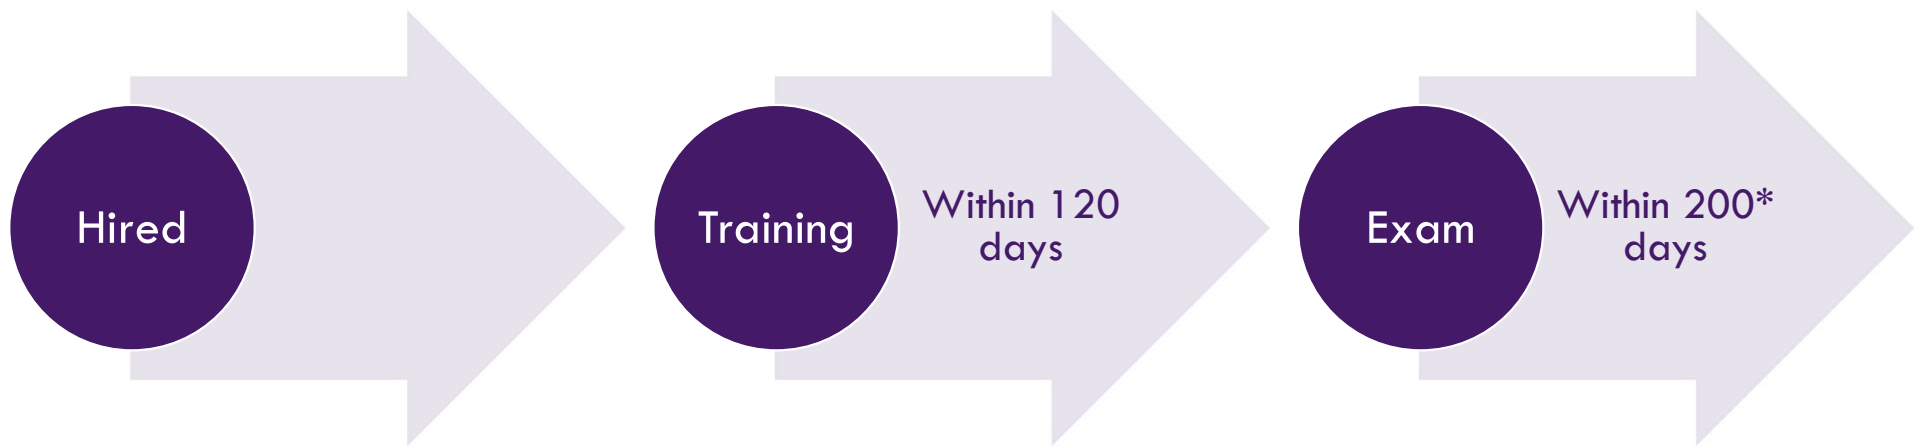 Hired
Training
Within 120
days
Exam
Within 200*
days